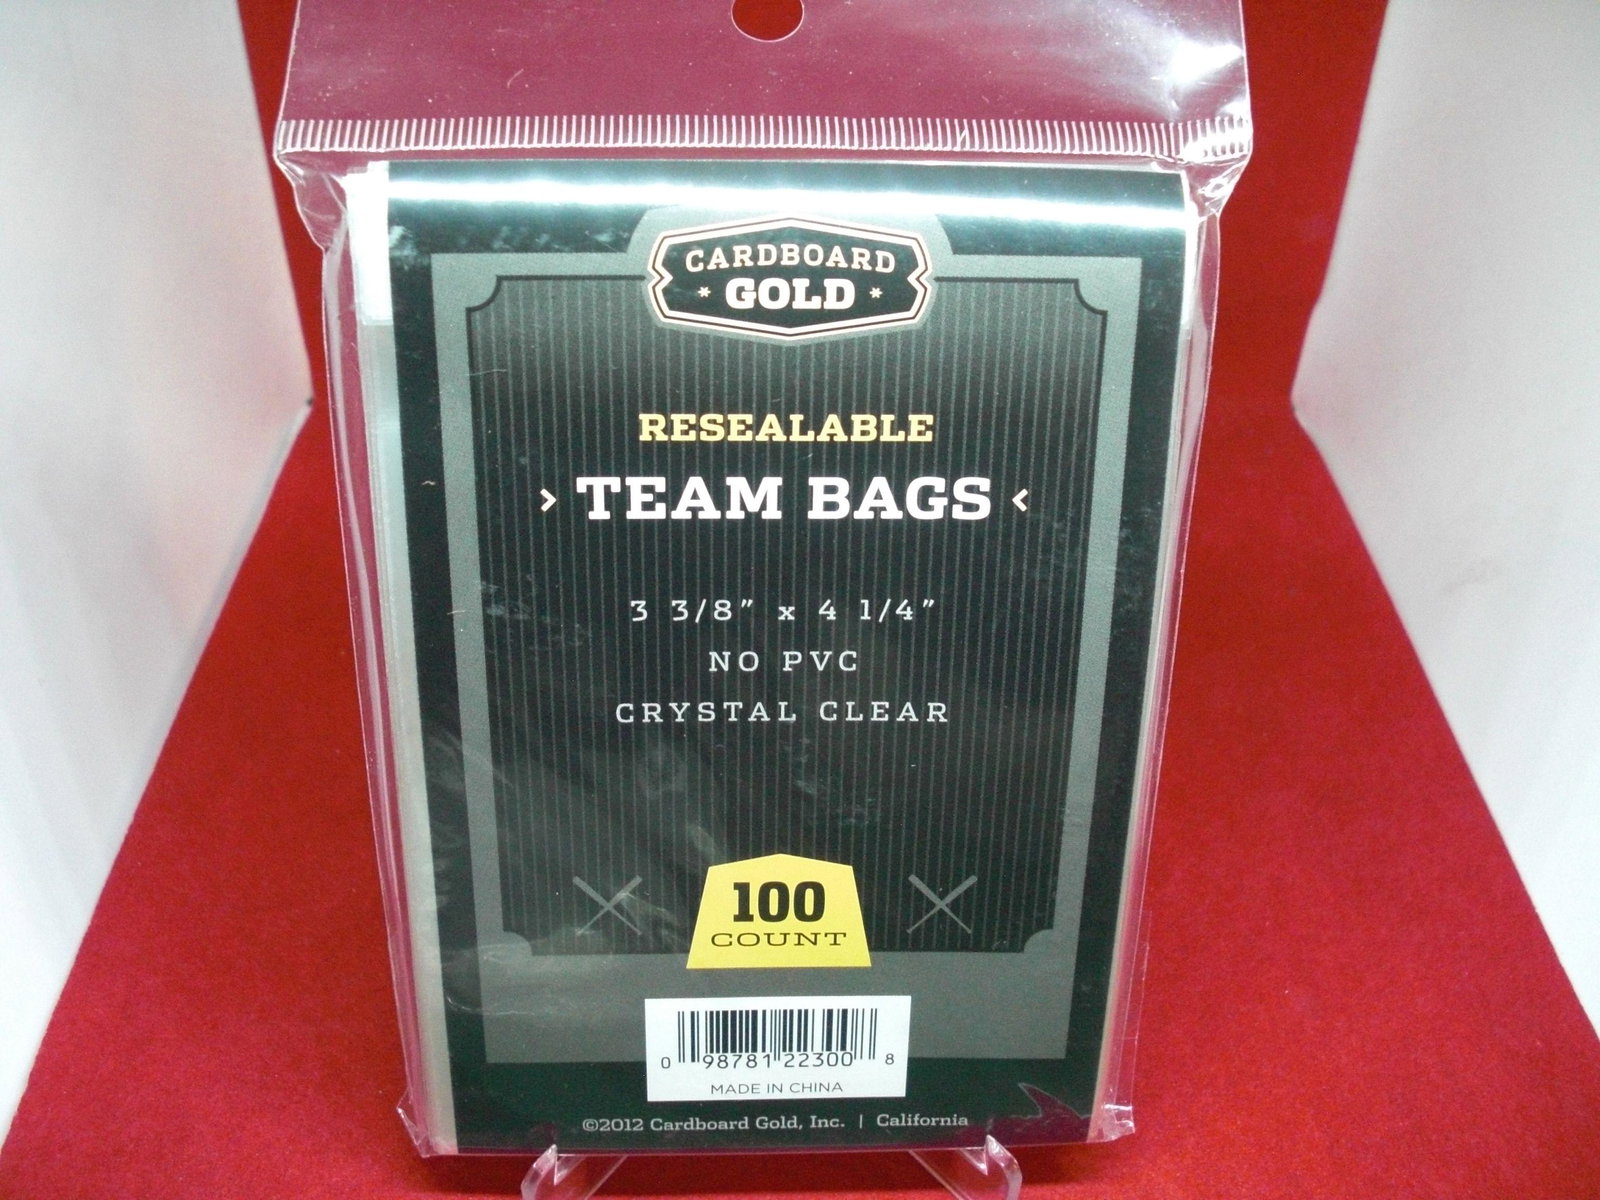 CARDBOARD
* GOLD *
RESEALABLE
> TEAM BAGS <
3 3/8" x 4 1/4"
NO PVC
CRYSTAL CLEAR
100
COUNT
0 98781 22300 8
MADE IN CHINA
©2012 Cardboard Gold, Inc. | California